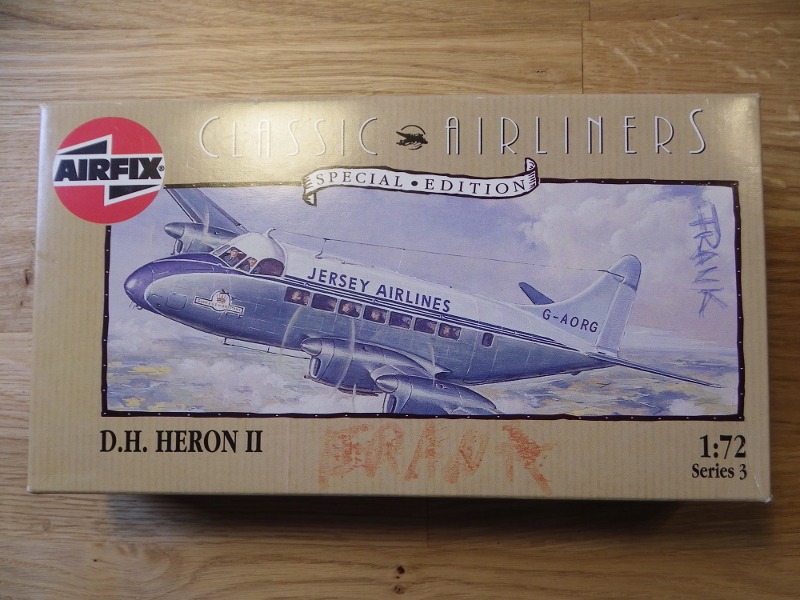 CLASSIC AIRLINERS
AIRFIX®
SPECIAL • EDITION
FRANK
JERSEY AIRLINES
G-AORG
D.H. HERON II
FRANK
1:72
Series 3